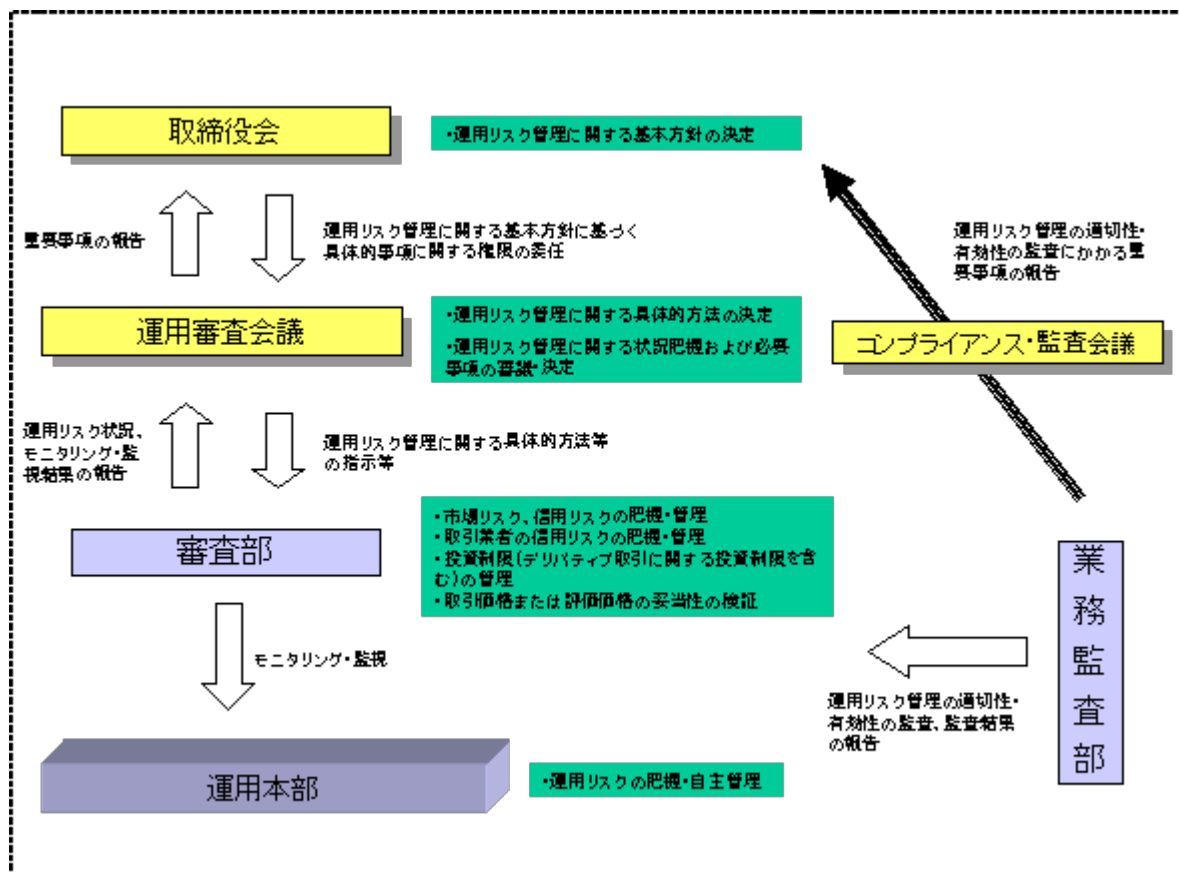 取締役会
・運用リスク管理に関する基本方針の決定
重要事項の報告
運用リスク管理に関する基本方針に基づく
具体的事項に関する権限の委任
運用リスク管理の適切性・
有効性の監査にかかる重
要事項の報告
運用審査会議
・運用リスク管理に関する具体的方法の決定
・運用リスク管理に関する状況把握および必要
事項の審議・決定
コンプライアンス・監査会議
運用リスク状況、
モニタリング・監
視結果の報告
運用リスク管理に関する具体的方法等
の指示等
審査部
・市場リスク、信用リスクの把握・管理
・取引業者の信用リスクの把握・管理
・投資制限(デリバティブ取引に関する投資制限を含
む)の管理
・取引価格または評価価格の妥当性の検証
業務監査部
モニタリング・監視
運用リスク管理の適切性・
有効性の監査、監査結果
の報告
運用本部
・運用リスクの把握・自主管理